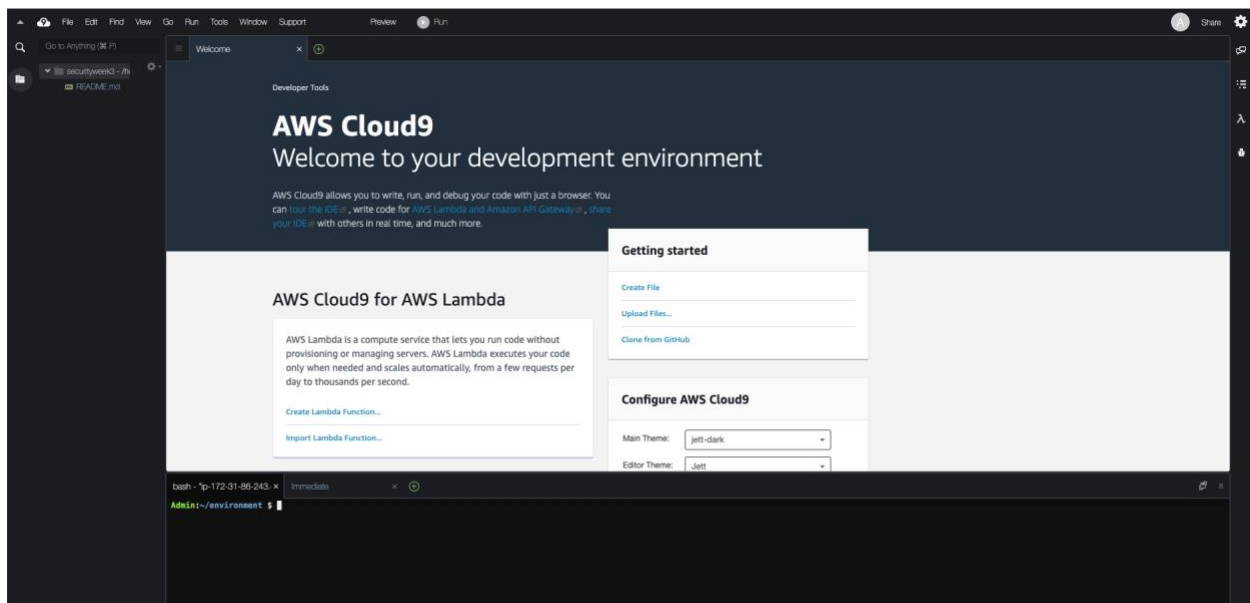 File Edit Find View Go Run Tools Window Support Preview Run
A Share
Go to Anything (⌘ P)
securityweek3 - /h
README.md
Welcome
Developer Tools
AWS Cloud9
Welcome to your development environment
AWS Cloud9 allows you to write, run, and debug your code with just a browser. You
can tour the IDE, write code for AWS Lambda and Amazon API Gateway, share
your IDE with others in real time, and much more.
Getting started
Create File
Upload Files...
Clone from GitHub
AWS Cloud9 for AWS Lambda
AWS Lambda is a compute service that lets you run code without
provisioning or managing servers. AWS Lambda executes your code
only when needed and scales automatically, from a few requests per
day to thousands per second.
Create Lambda Function...
Import Lambda Function...
Configure AWS Cloud9
Main Theme: jett-dark
Editor Theme: Jett
bash - "ip-172-31-86-243. Immediate
Admin:~/environment $